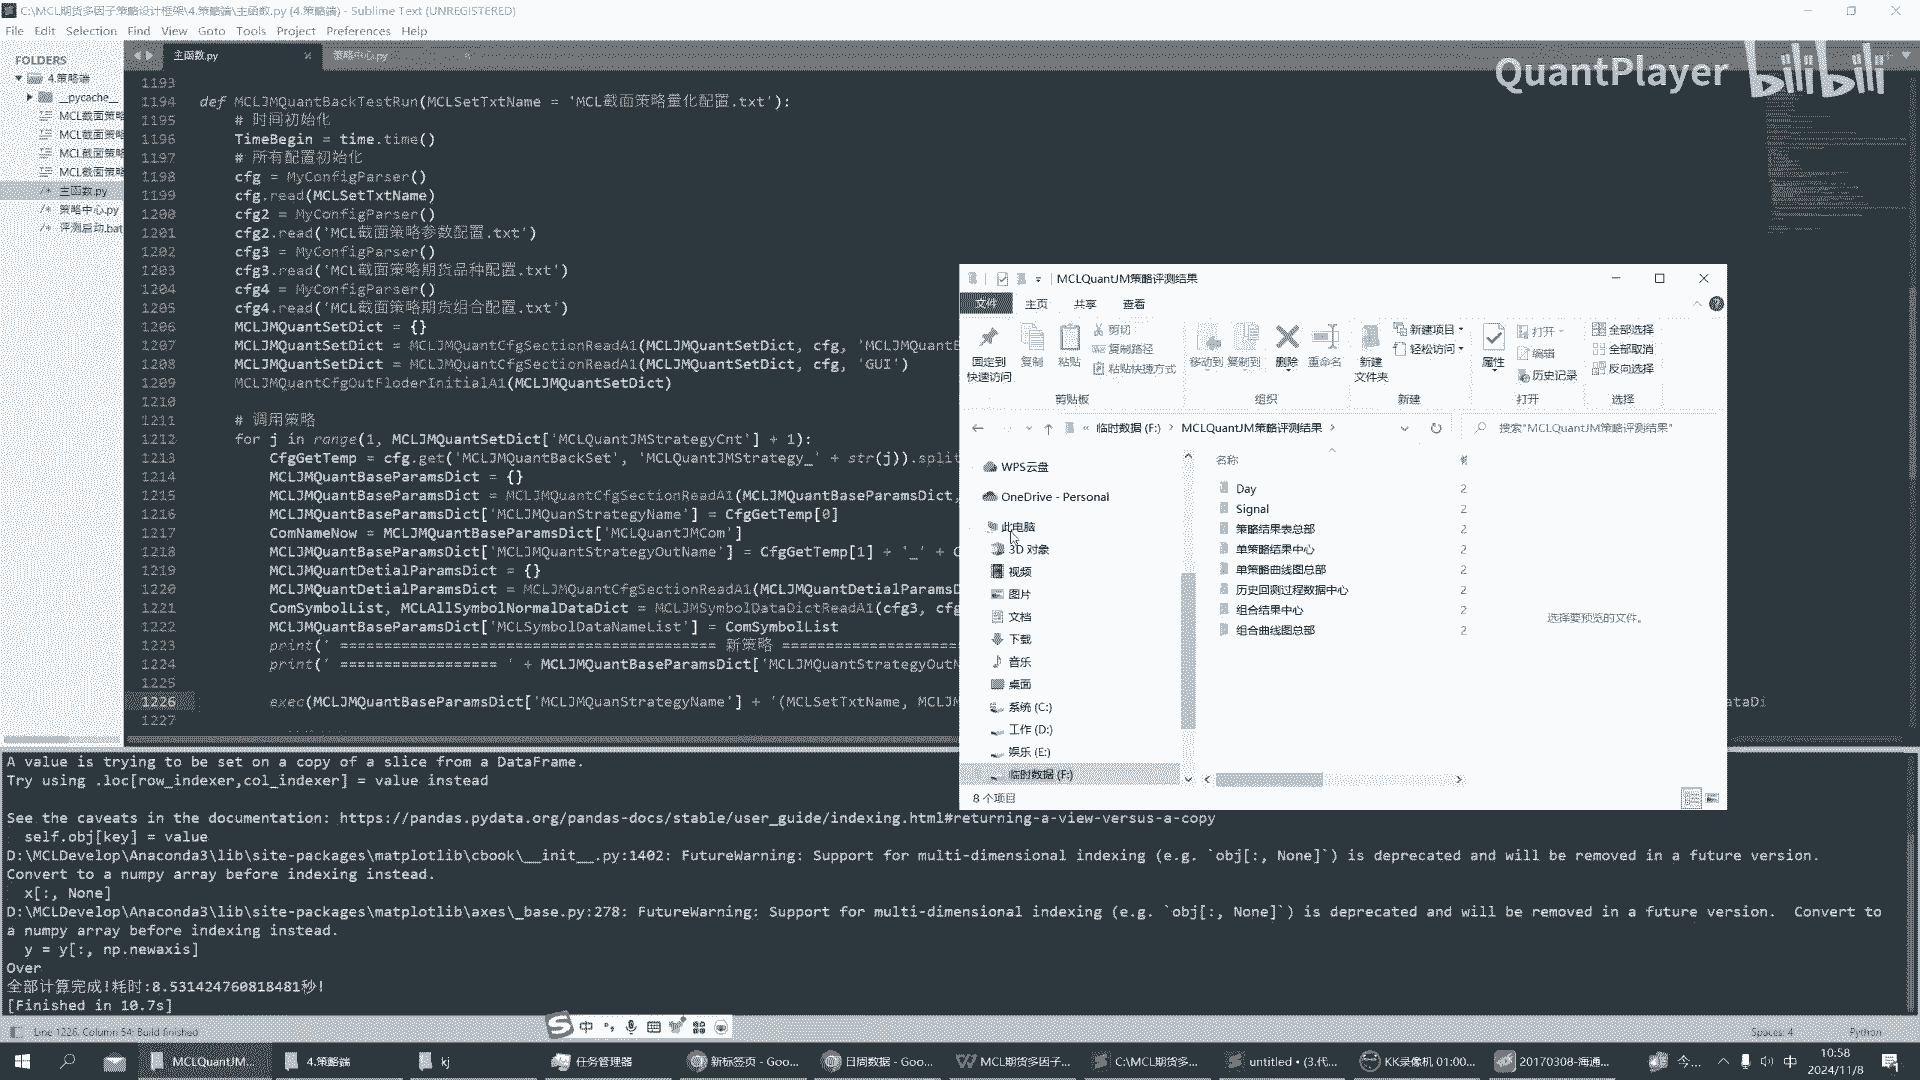 C:\MCL期货多因子策略设计框架\4.策略端\主函数.py (4.策略端) - Sublime Text (UNREGISTERED)
File Edit Selection Find View Goto Tools Project Preferences Help
FOLDERS
4.策略端
__pycache__
MCL截面策略
MCL截面策略
MCL截面策略
MCL截面策略
主函数.py
策略中心.py
评测启动.bat
主函数.py
策略中心.py
QuantPlayer bilibili
1193
1194 def MCLJMQuantBackTestRun(MCLSetTxtName = 'MCL截面策略量化配置.txt'):
1195 # 时间初始化
1196 TimeBegin = time.time()
1197 # 所有配置初始化
1198 cfg = MyConfigParser()
1199 cfg.read(MCLSetTxtName)
1200 cfg2 = MyConfigParser()
1201 cfg2.read('MCL截面策略参数配置.txt')
1202 cfg3 = MyConfigParser()
1203 cfg3.read('MCL截面策略期货品种配置.txt')
1204 cfg4 = MyConfigParser()
1205 cfg4.read('MCL截面策略期货组合配置.txt')
1206 MCLJMQuantSetDict = {}
1207 MCLJMQuantSetDict = MCLJMQuantCfgSectionReadA1(MCLJMQuantSetDict, cfg, 'MCLJMQuantB
1208 MCLJMQuantSetDict = MCLJMQuantCfgSectionReadA1(MCLJMQuantSetDict, cfg, 'GUI')
1209 MCLJMQuantCfgOutFloderInitialA1(MCLJMQuantSetDict)
1210
1211 # 调用策略
1212 for j in range(1, MCLJMQuantSetDict['MCLQuantJMStrategyCnt'] + 1):
1213 CfgGetTemp = cfg.get('MCLJMQuantBackSet', 'MCLQuantJMStrategy_' + str(j)).split
1214 MCLJMQuantBaseParamsDict = {}
1215 MCLJMQuantBaseParamsDict = MCLJMQuantCfgSectionReadA1(MCLJMQuantBaseParamsDict,
1216 MCLJMQuantBaseParamsDict['MCLJMQuanStrategyName'] = CfgGetTemp[0]
1217 ComNameNow = MCLJMQuantBaseParamsDict['MCLQuantJMCom']
1218 MCLJMQuantBaseParamsDict['MCLJMQuantStrategyOutName'] = CfgGetTemp[1] + '_' + C
1219 MCLJMQuantDetialParamsDict = {}
1220 MCLJMQuantDetialParamsDict = MCLJMQuantCfgSectionReadA1(MCLJMQuantDetialParamsD
1221 ComSymbolList, MCLAllSymbolNormalDataDict = MCLJMSymbolDataDictReadA1(cfg3, cfg
1222 MCLJMQuantBaseParamsDict['MCLSymbolDataNameList'] = ComSymbolList
1223 print(' ====================================== 新策略 ====================
1224 print(' ================== ' + MCLJMQuantBaseParamsDict['MCLJMQuantStrategyOutN
1225
1226 exec(MCLJMQuantBaseParamsDict['MCLJMQuanStrategyName'] + '(MCLSetTxtName, MCLJM
ataDi
1227
MCLQuantJM策略评测结果
文件 主页 共享 查看
固定到快速访问 复制 粘贴 剪切 复制路径 粘贴快捷方式 移动到 复制到 删除 重命名 新建文件夹 新建项目 轻松访问 属性 打开 编辑 历史记录 全部选择 全部取消 反向选择
剪贴板 组织 新建 打开 选择
临时数据 (F:) MCLQuantJM策略评测结果 搜索"MCLQuantJM策略评测结果"
WPS云盘
OneDrive - Personal
此电脑
3D 对象
视频
图片
文档
下载
音乐
桌面
系统 (C:)
工作 (D:)
娱乐 (E:)
临时数据 (F:)
名称
Day 2
Signal 2
策略结果表总部 2
单策略结果中心 2
单策略曲线图总部 2
历史回测过程数据中心 2
组合结果中心 2
组合曲线图总部 2
选择要预览的文件。
8 个项目
A value is trying to be set on a copy of a slice from a DataFrame.
Try using .loc[row_indexer,col_indexer] = value instead
See the caveats in the documentation: https://pandas.pydata.org/pandas-docs/stable/user_guide/indexing.html#returning-a-view-versus-a-copy
self.obj[key] = value
D:\MCLDevelop\Anaconda3\lib\site-packages\matplotlib\cbook\__init__.py:1402: FutureWarning: Support for multi-dimensional indexing (e.g. `obj[:, None]`) is deprecated and will be removed in a future version.
Convert to a numpy array before indexing instead.
x[:, None]
D:\MCLDevelop\Anaconda3\lib\site-packages\matplotlib\axes\_base.py:278: FutureWarning: Support for multi-dimensional indexing (e.g. `obj[:, None]`) is deprecated and will be removed in a future version. Convert to
a numpy array before indexing instead.
y = y[:, np.newaxis]
Over
全部计算完成!耗时:8.531424760818481秒!
[Finished in 10.7s]
Line 1226, Column 54; Build finished Spaces: 4 Python
中
MCLQuantJM... 4.策略端 kj 任务管理器 新标签页 - Goo... 日周数据 - Goo... MCL期货多因子... C:\MCL期货多... untitled • (3.代... KK录像机 01:00... 20170308-海通... 今... 中 10:58
2024/11/8